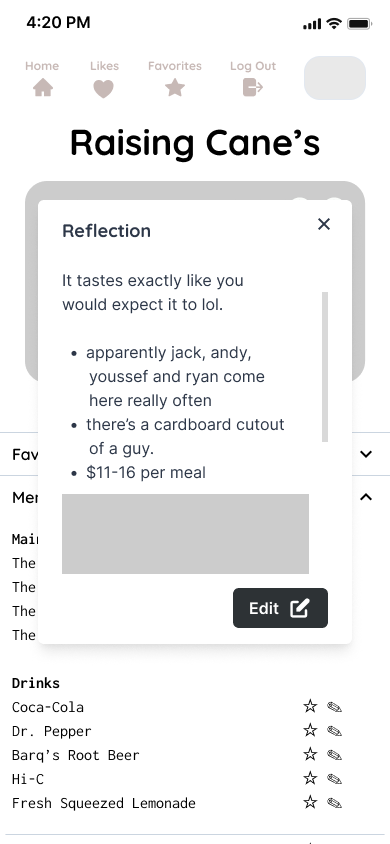 4:20 PM
Home Likes Favorites Log Out
Raising Cane’s
Reflection
It tastes exactly like you
would expect it to lol.
• apparently jack, andy,
youssef and ryan come
here really often
• there’s a cardboard cutout
of a guy.
• $11-16 per meal
Edit
The
The
The
The
Drinks
Coca-Cola
Dr. Pepper
Barq’s Root Beer
Hi-C
Fresh Squeezed Lemonade